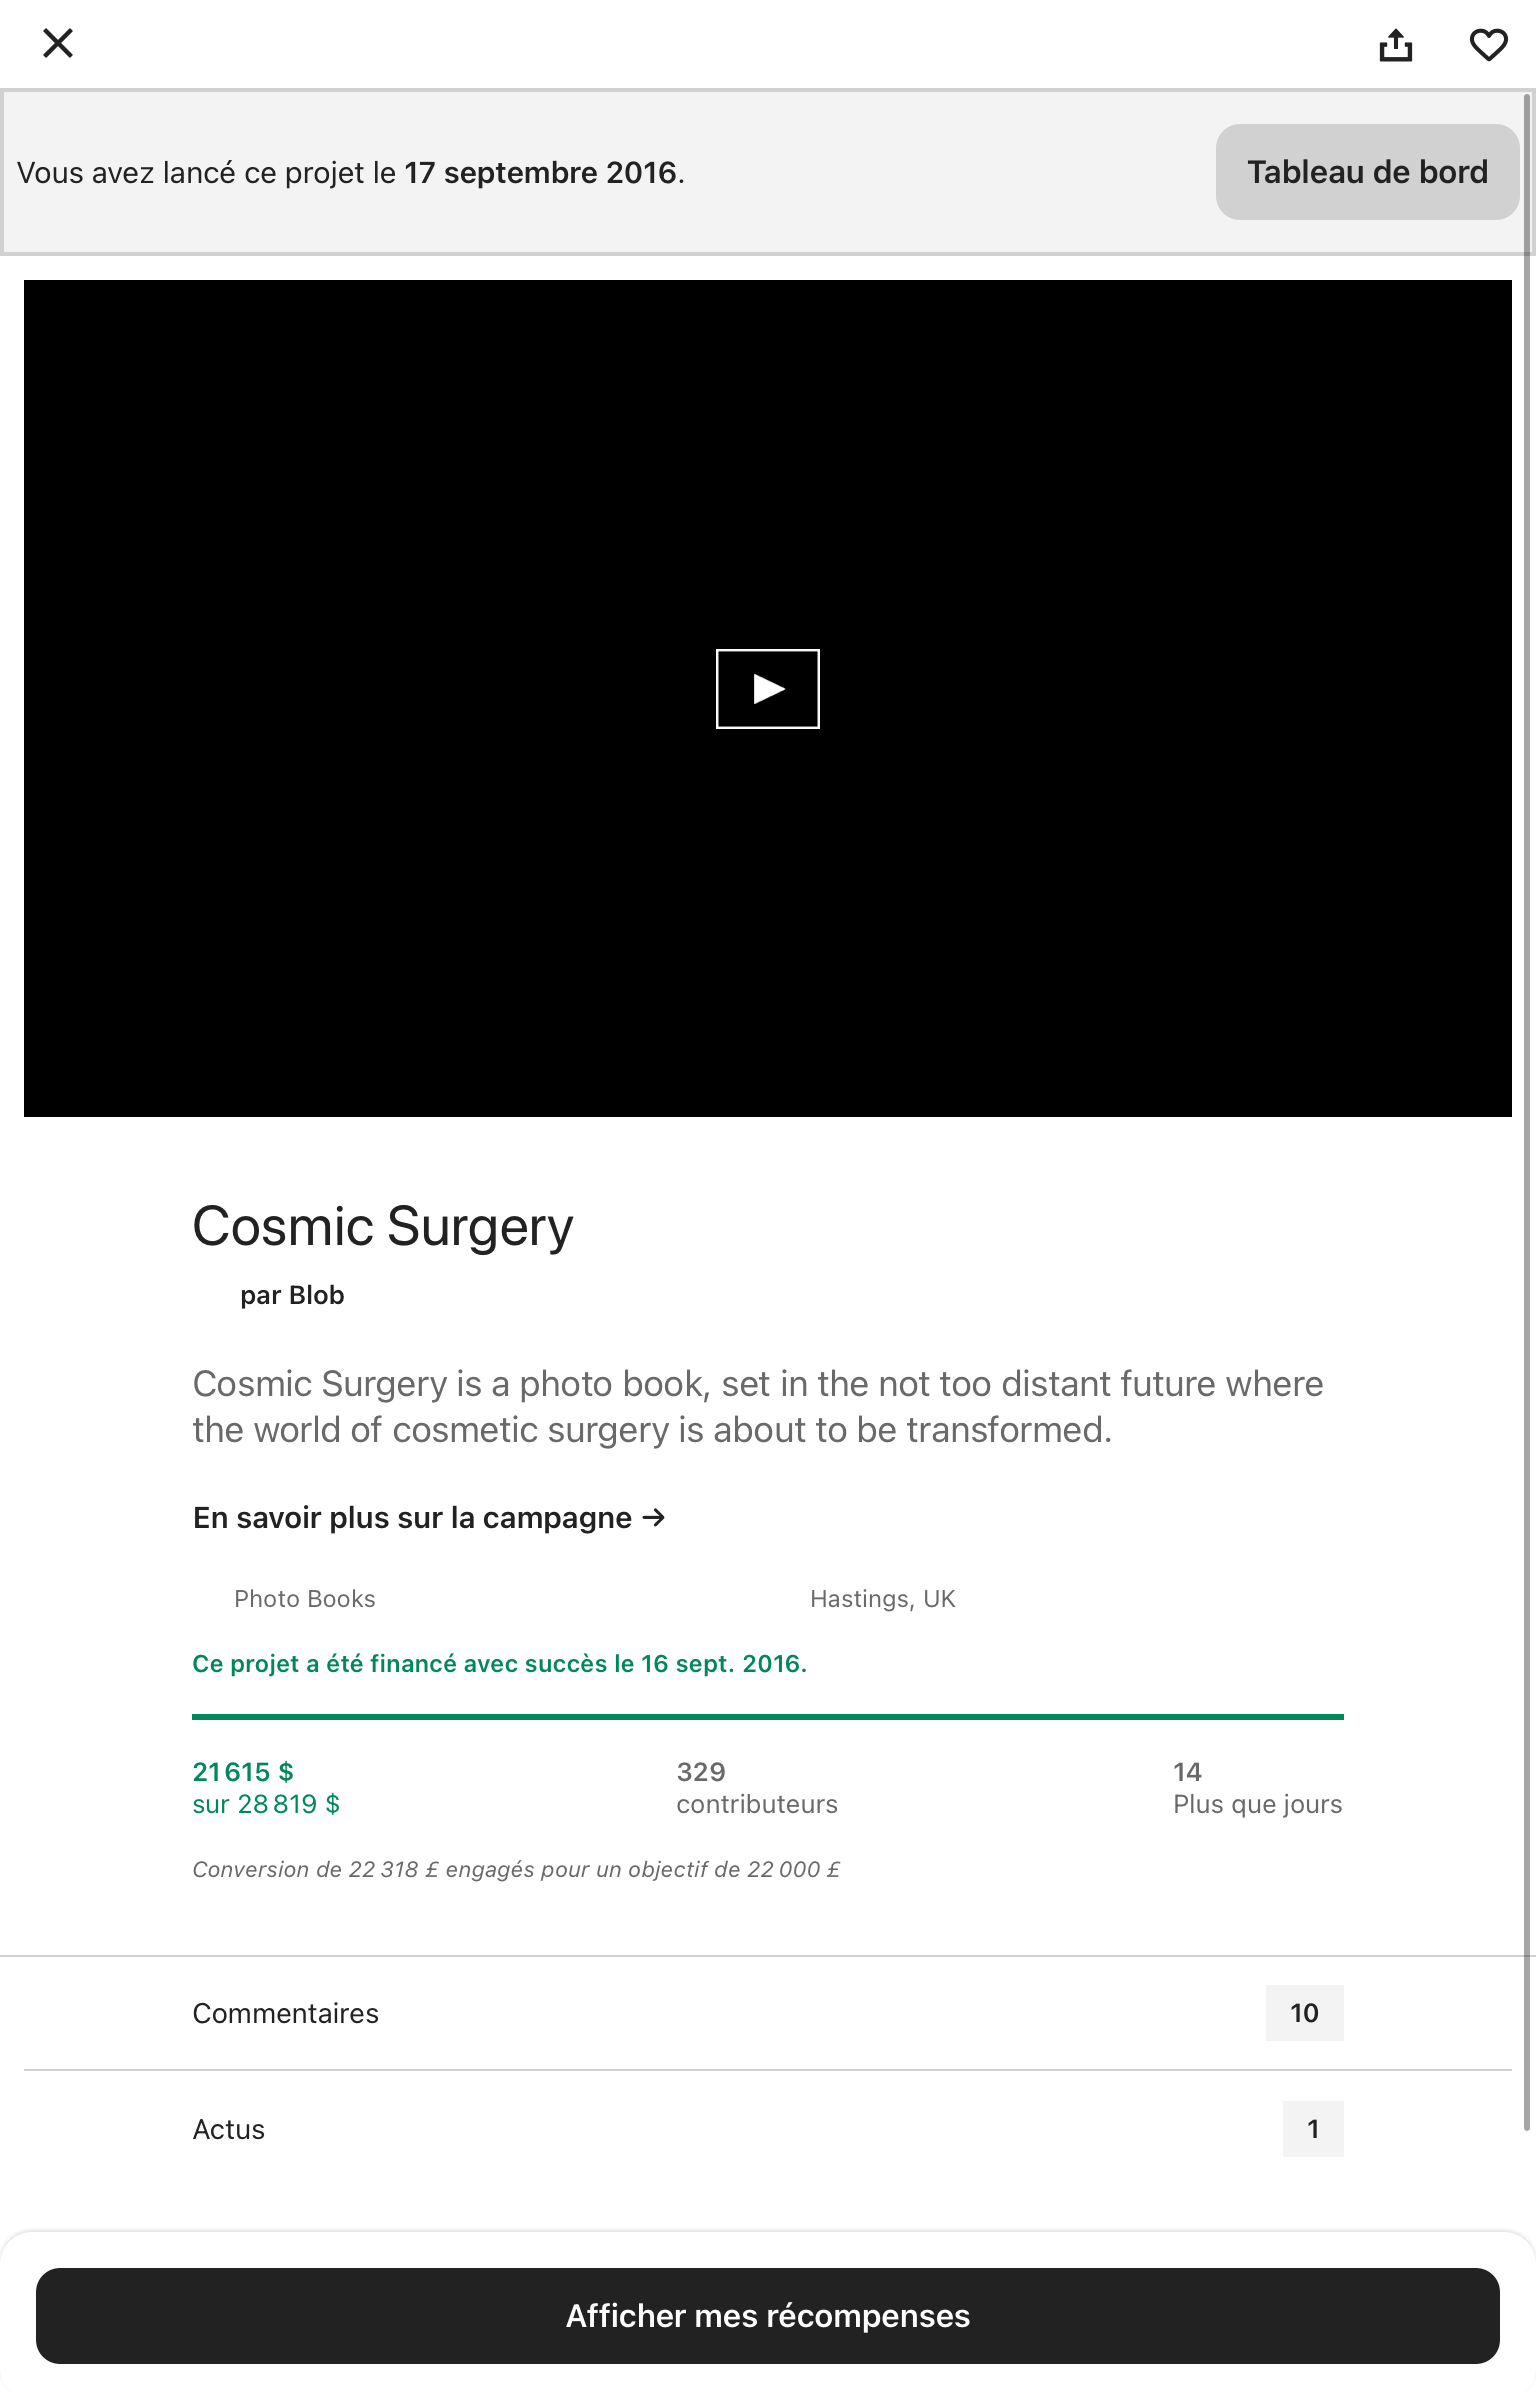 Vous avez lancé ce projet le 17 septembre 2016.
Tableau de bord
Cosmic Surgery
par Blob
Cosmic Surgery is a photo book, set in the not too distant future where
the world of cosmetic surgery is about to be transformed.
En savoir plus sur la campagne →
Photo Books
Hastings, UK
Ce projet a été financé avec succès le 16 sept. 2016.
21 615 $
sur 28 819 $
329
contributeurs
14
Plus que jours
Conversion de 22 318 £ engagés pour un objectif de 22 000 £
Commentaires
10
Actus
1
Afficher mes récompenses